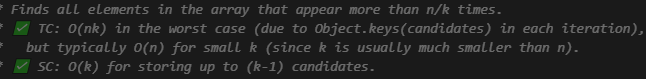 * Finds all elements in the array that appear more than n/k times.
* ✅ TC: O(nk) in the worst case (due to Object.keys(candidates) in each iteration),
*    but typically O(n) for small k (since k is usually much smaller than n).
* ✅ SC: O(k) for storing up to (k-1) candidates.